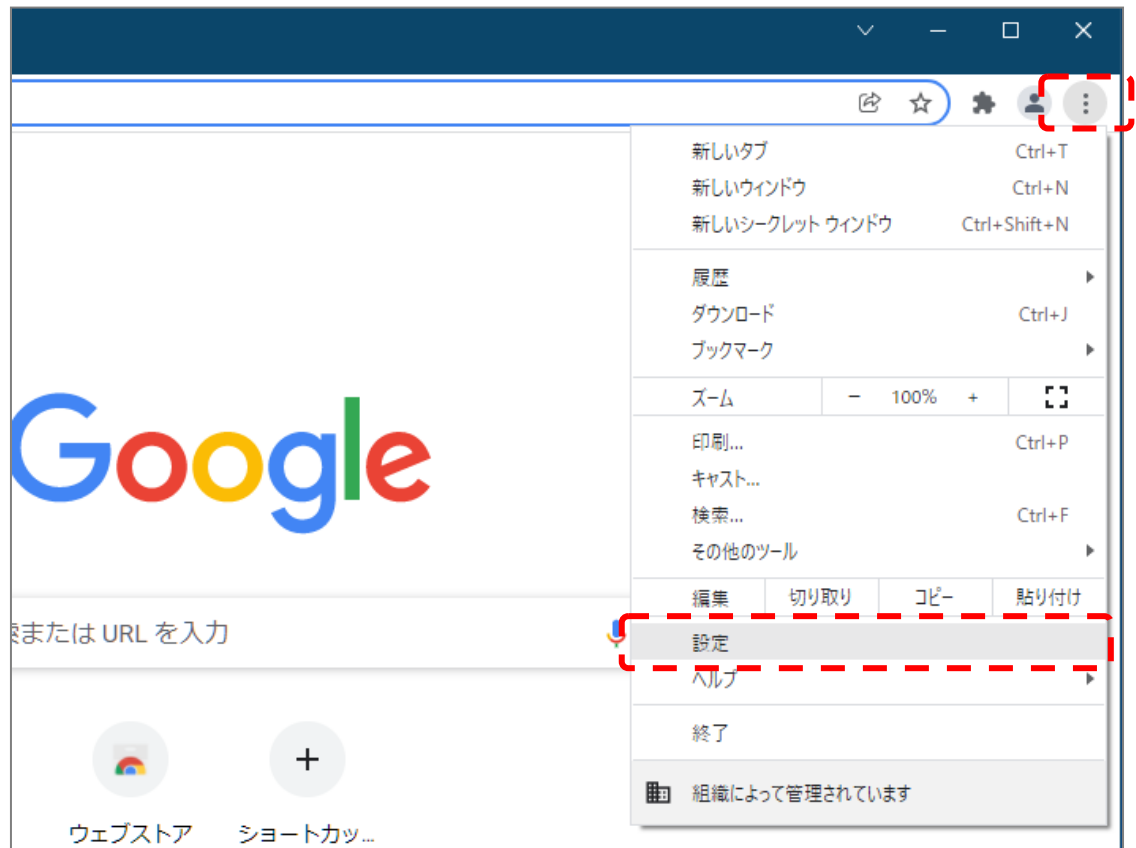 新しいタブ Ctrl+T
新しいウィンドウ Ctrl+N
新しいシークレット ウィンドウ Ctrl+Shift+N
履歴
ダウンロード Ctrl+J
ブックマーク
ズーム − 100% +
印刷... Ctrl+P
キャスト...
検索... Ctrl+F
その他のツール
編集 切り取り コピー 貼り付け
設定
ヘルプ
終了
組織によって管理されています
Google
または URL を入力
ウェブストア ショートカッ...